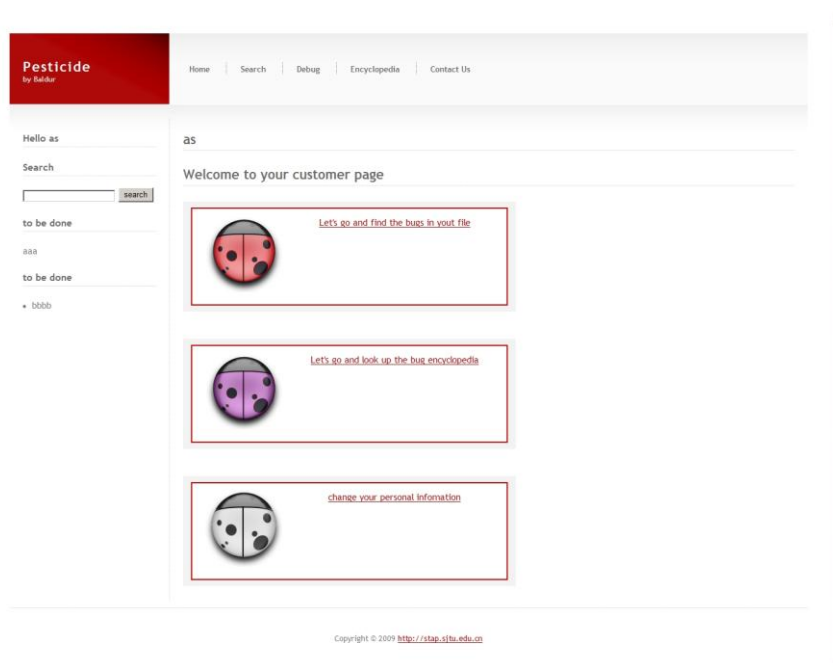 Pesticide
by Baldur
Home
Search
Debug
Encyclopedia
Contact Us
Hello as
Search
search
to be done
aaa
to be done
• bbbb
as
Welcome to your customer page
Let's go and find the bugs in yout file
Let's go and look up the bug encyclopedia
change your personal infomation
Copyright © 2009 http://stap.sjtu.edu.cn